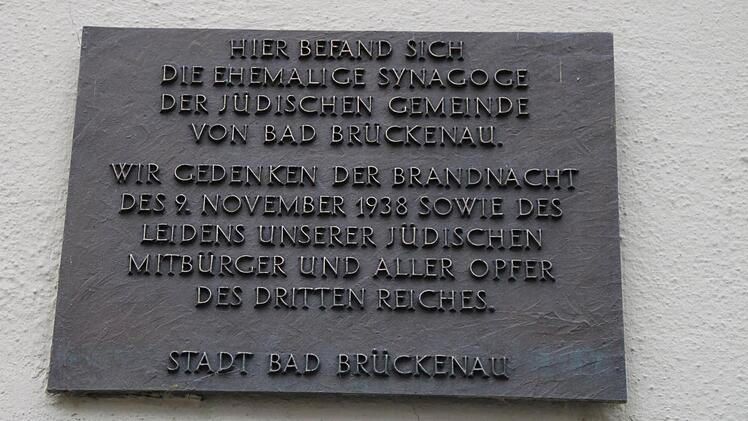 HIER BEFAND SICH
DIE EHEMALIGE SYNAGOGE
DER JÜDISCHEN GEMEINDE
VON BAD BRÜCKENAU.
WIR GEDENKEN DER BRANDNACHT
DES 9. NOVEMBER 1938 SOWIE DES
LEIDENS UNSERER JÜDISCHEN
MITBÜRGER UND ALLER OPFER
DES DRITTEN REICHES.
STADT BAD BRÜCKENAU